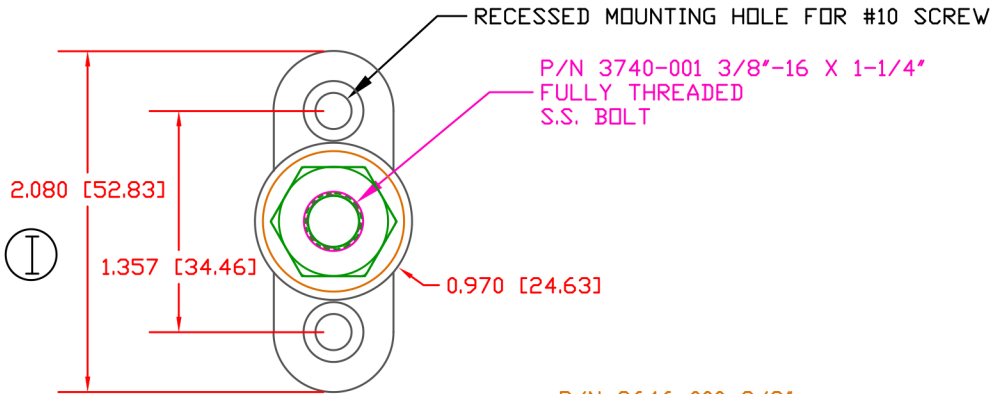 RECESSED MOUNTING HOLE FOR #10 SCREW
P/N 3740-001 3/8"-16 X 1-1/4"
FULLY THREADED
S.S. BOLT
2.080 [52.83]
1.357 [34.46]
0.970 [24.63]
I